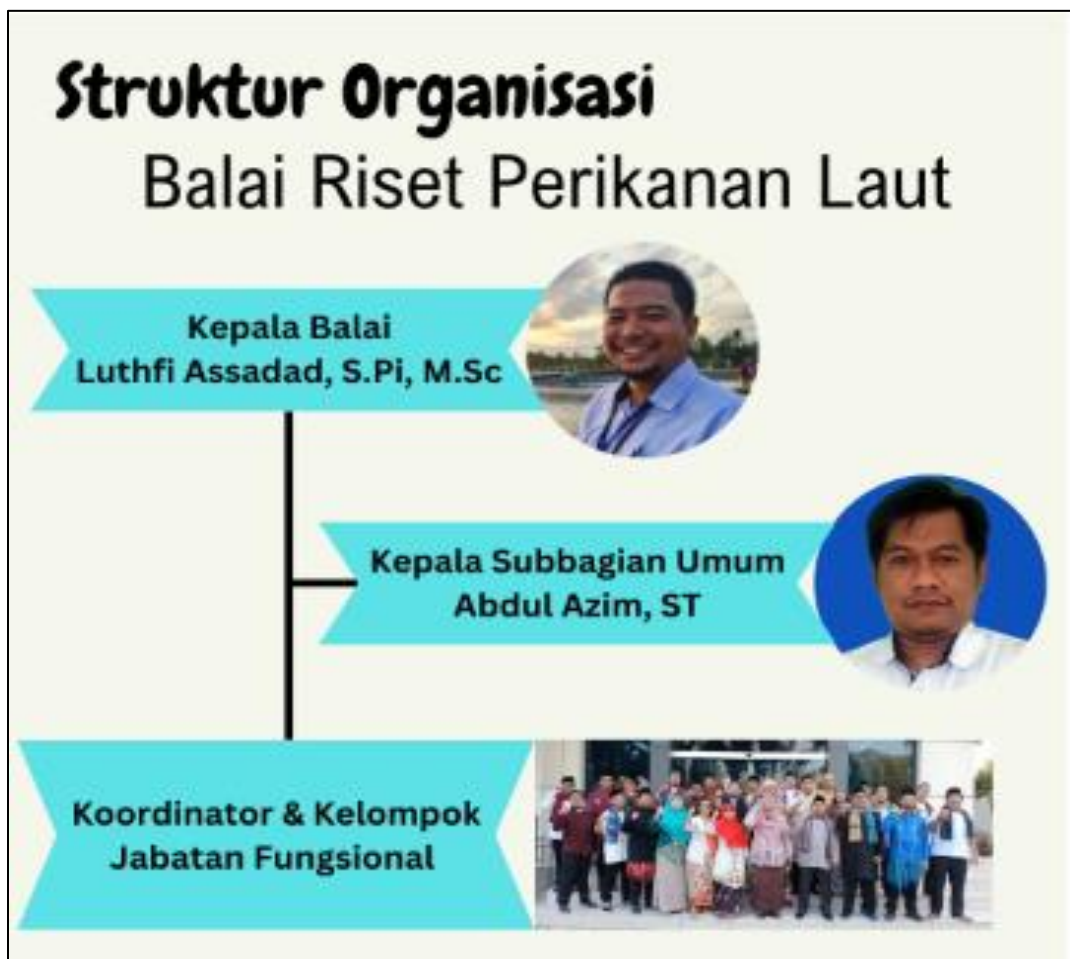 Struktur Organisasi
Balai Riset Perikanan Laut
Kepala Balai
Luthfi Assadad, S.Pi, M.Sc
Kepala Subbagian Umum
Abdul Azim, ST
Koordinator & Kelompok
Jabatan Fungsional